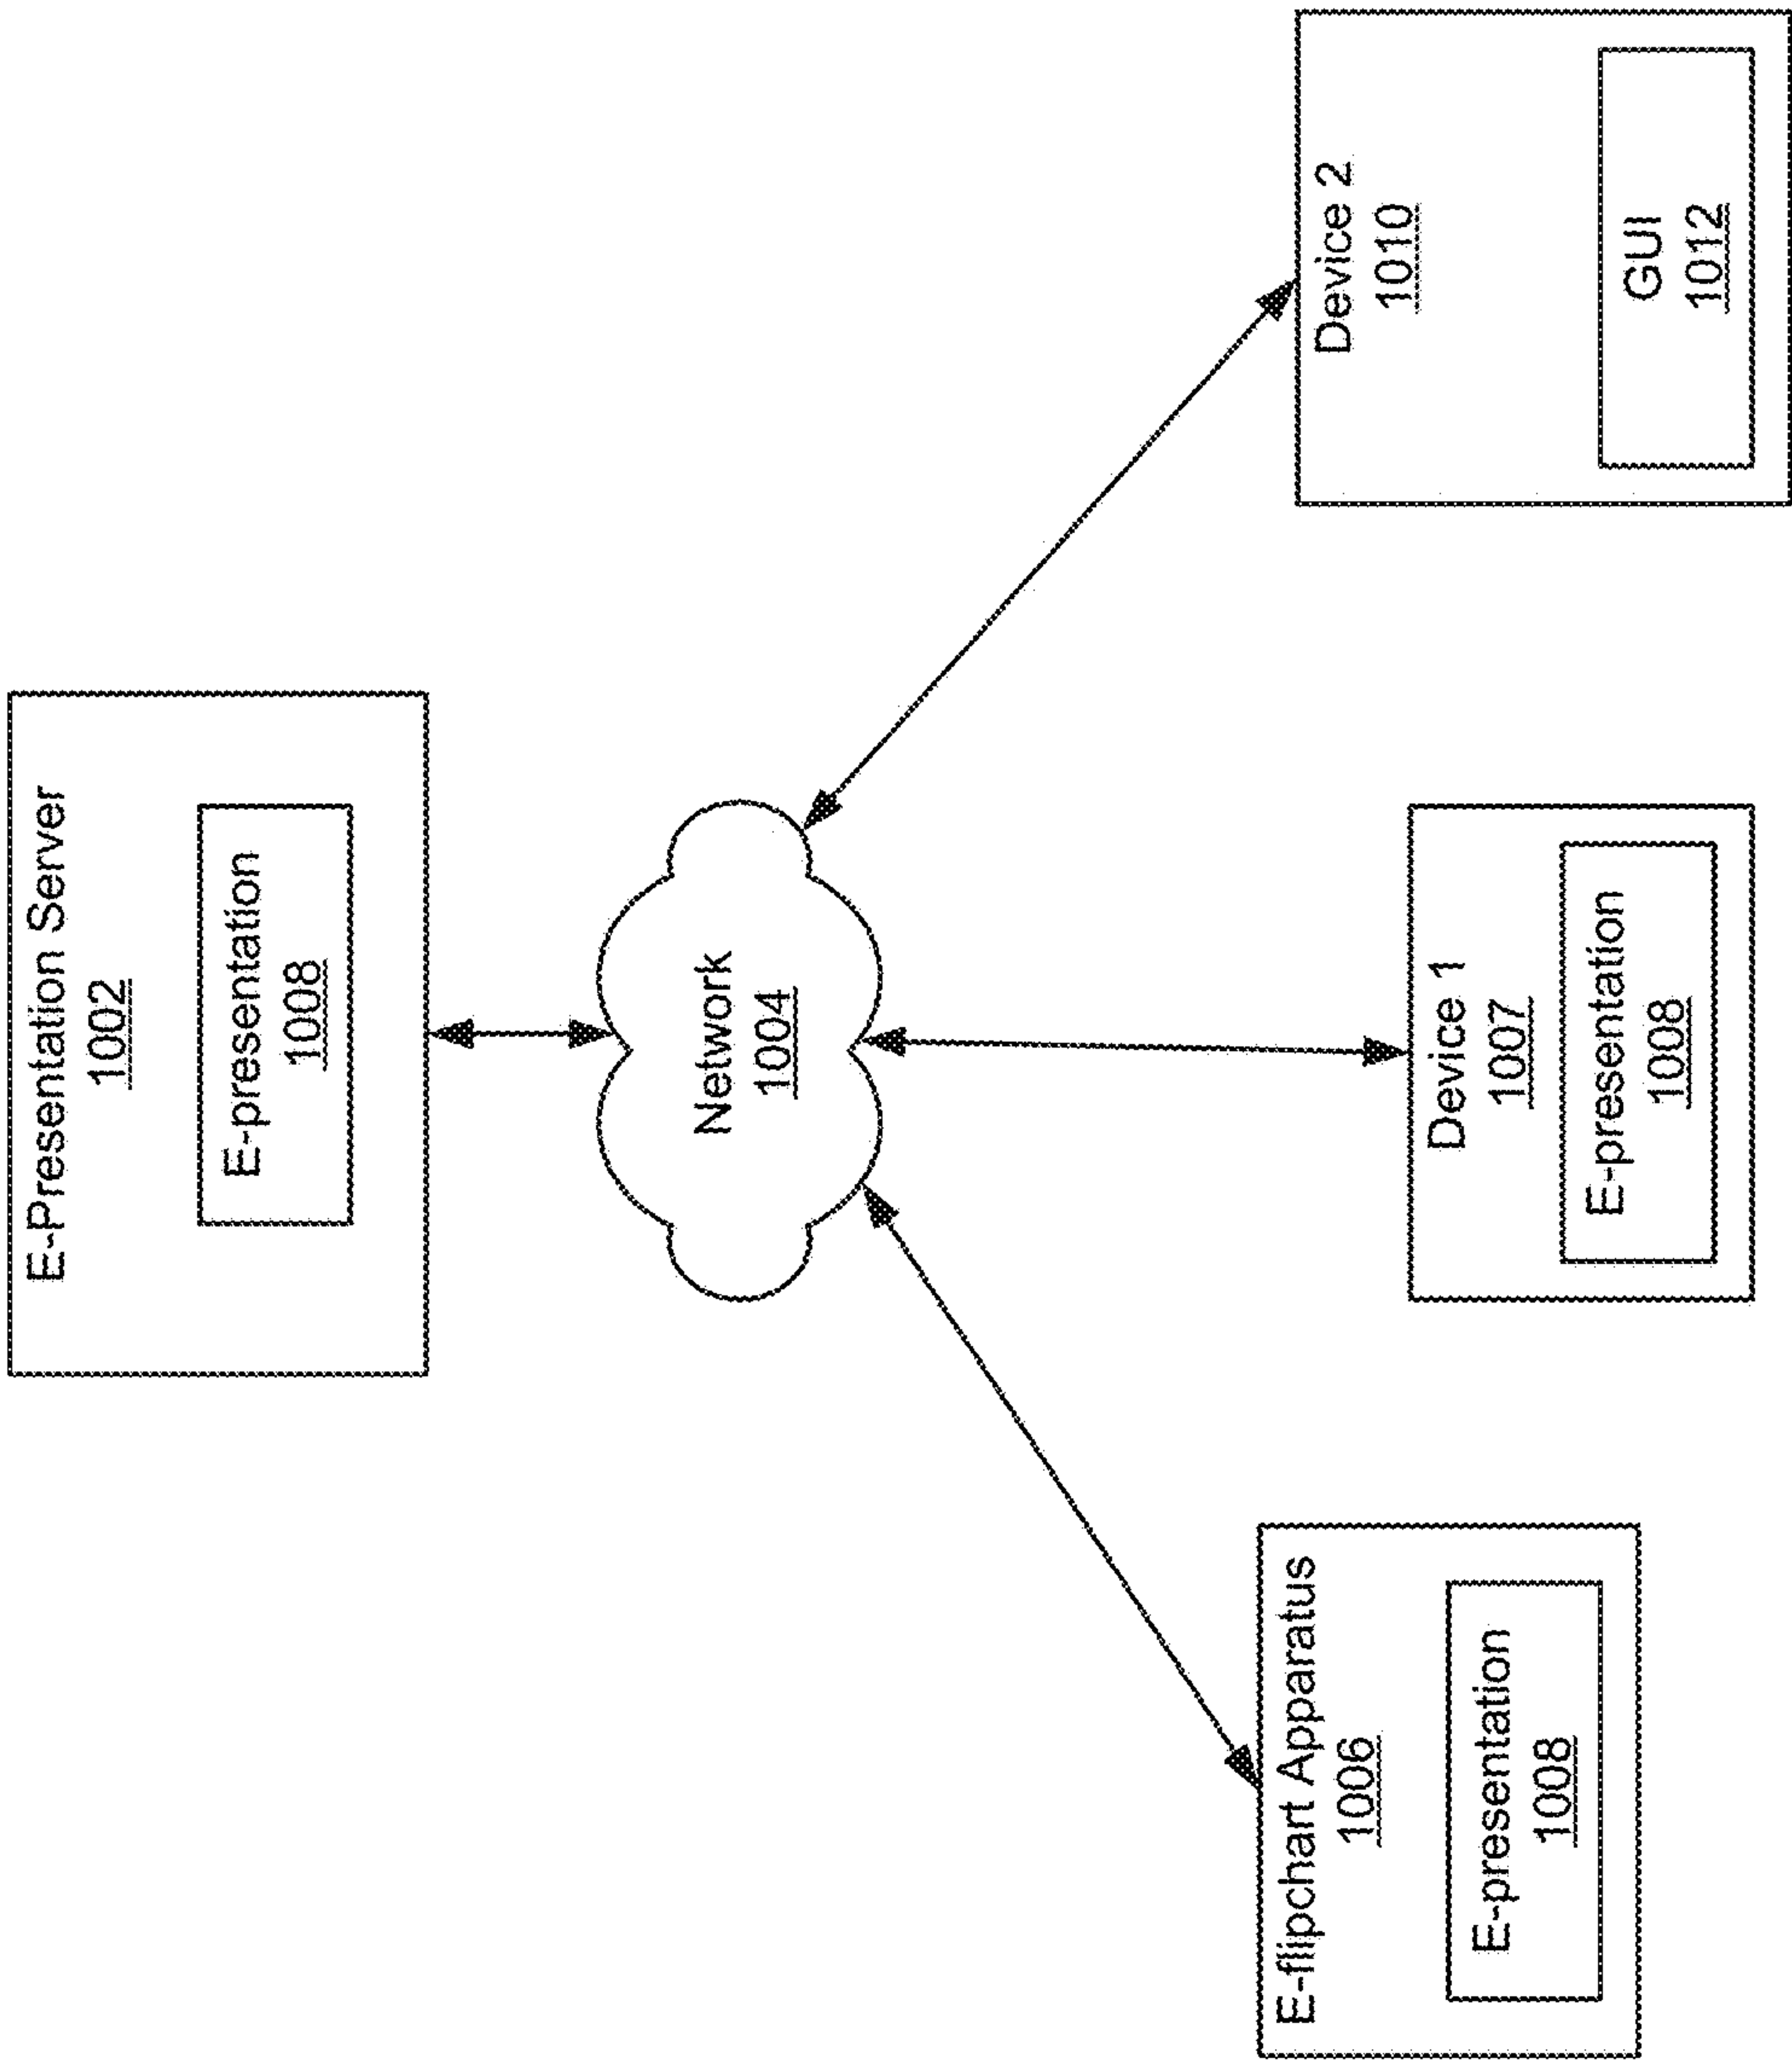 E-Presentation Server
1002
E-presentation
1008
Network
1004
E-flipchart Apparatus
1006
E-presentation
1008
Device 1
1007
E-presentation
1008
Device 2
1010
GUI
1012